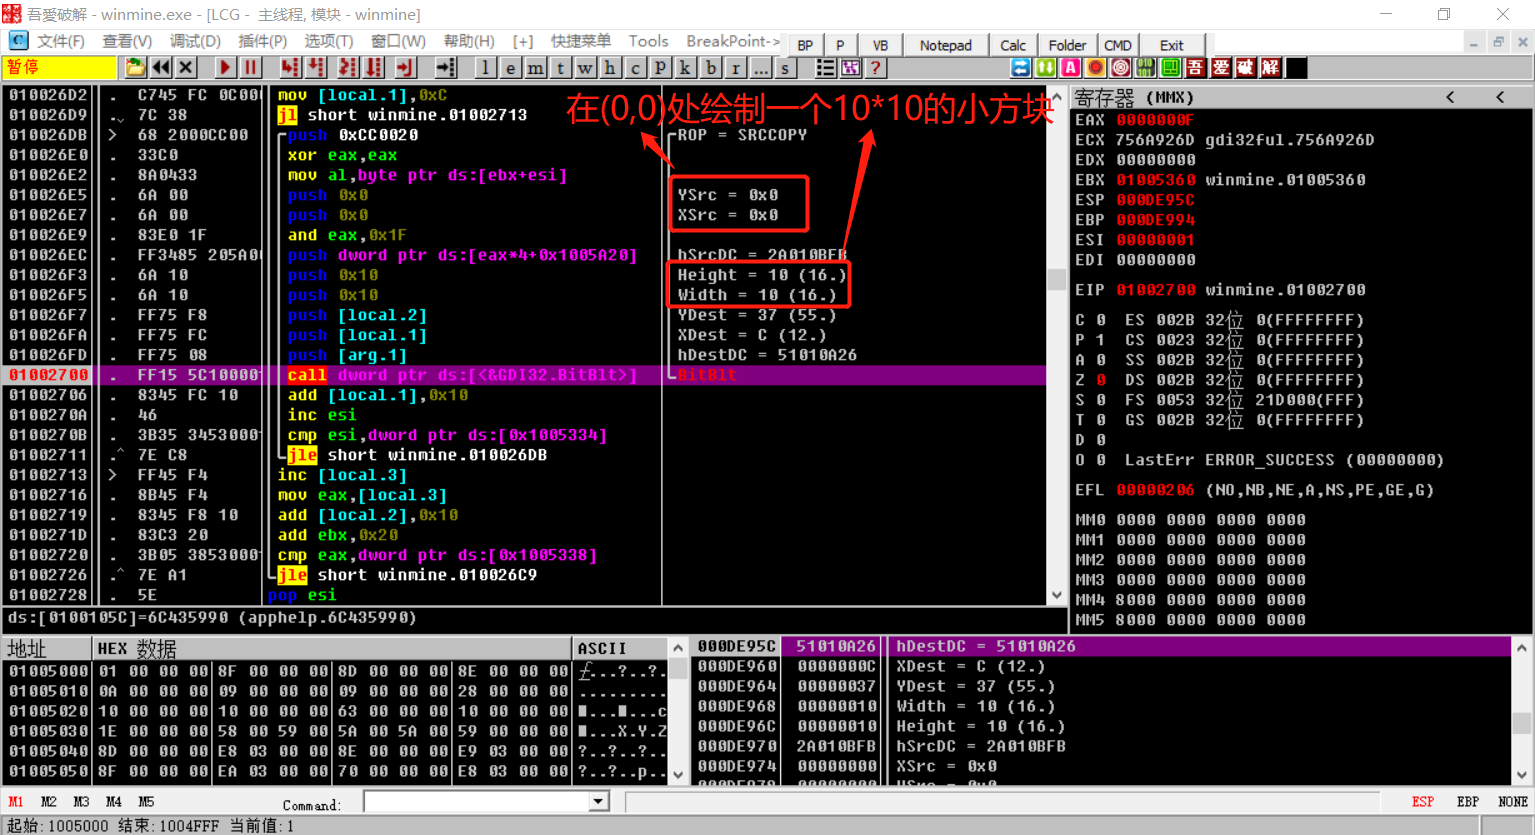 吾愛破解 - winmine.exe - [LCG - 主线程, 模块 - winmine]
文件(F) 查看(V) 调试(D) 插件(P) 选项(T) 窗口(W) 帮助(H) [+] 快捷菜单 Tools BreakPoint-> BP P VB Notepad Calc Folder CMD Exit
暂停 l e m t w h c p k b r ... s ? 吾 爱 破 解
在(0,0)处绘制一个10*10的小方块
010026D2 . C745 FC 0C00 mov [local.1],0xC
010026D9 . 7C 38 jl short winmine.01002713
010026DB > 68 2000CC00 push 0xCC0020 ROP = SRCCOPY
010026E0 . 33C0 xor eax,eax
010026E2 . 8A0433 mov al,byte ptr ds:[ebx+esi]
010026E5 . 6A 00 push 0x0 YSrc = 0x0
010026E7 . 6A 00 push 0x0 XSrc = 0x0
010026E9 . 83E0 1F and eax,0x1F
010026EC . FF3485 205A0 push dword ptr ds:[eax*4+0x1005A20] hSrcDC = 2A010BFB
010026F3 . 6A 10 push 0x10 Height = 10 (16.)
010026F5 . 6A 10 push 0x10 Width = 10 (16.)
010026F7 . FF75 F8 push [local.2] YDest = 37 (55.)
010026FA . FF75 FC push [local.1] XDest = C (12.)
010026FD . FF75 08 push [arg.1] hDestDC = 51010A26
01002700 . FF15 5C10000 call dword ptr ds:[<&GDI32.BitBlt>] BitBlt
01002706 . 8345 FC 10 add [local.1],0x10
0100270A . 46 inc esi
0100270B . 3B35 3453000 cmp esi,dword ptr ds:[0x1005334]
01002711 .^ 7E C8 jle short winmine.010026DB
01002713 > FF45 F4 inc [local.3]
01002716 . 8B45 F4 mov eax,[local.3]
01002719 . 8345 F8 10 add [local.2],0x10
0100271D . 83C3 20 add ebx,0x20
01002720 . 3B05 3853000 cmp eax,dword ptr ds:[0x1005338]
01002726 .^ 7E A1 jle short winmine.010026C9
01002728 . 5E pop esi
ds:[0100105C]=6C435990 (apphelp.6C435990)
寄存器 (MMX) < <
EAX 0000000F
ECX 756A926D gdi32ful.756A926D
EDX 00000000
EBX 01005360 winmine.01005360
ESP 000DE95C
EBP 000DE994
ESI 00000001
EDI 00000000
EIP 01002700 winmine.01002700
C 0 ES 002B 32位 0(FFFFFFFF)
P 1 CS 0023 32位 0(FFFFFFFF)
A 0 SS 002B 32位 0(FFFFFFFF)
Z 0 DS 002B 32位 0(FFFFFFFF)
S 0 FS 0053 32位 21D000(FFF)
T 0 GS 002B 32位 0(FFFFFFFF)
D 0
O 0 LastErr ERROR_SUCCESS (00000000)
EFL 00000206 (NO,NB,NE,A,NS,PE,GE,G)
MM0 0000 0000 0000 0000
MM1 0000 0000 0000 0000
MM2 0000 0000 0000 0000
MM3 0000 0000 0000 0000
MM4 8000 0000 0000 0000
MM5 8000 0000 0000 0000
地址 HEX 数据 ASCII
01005000 01 00 00 00 8F 00 00 00 8D 00 00 00 8E 00 00 00 ...?..?.
01005010 0A 00 00 00 09 00 00 00 09 00 00 00 28 00 00 00 .........
01005020 10 00 00 00 10 00 00 00 63 00 00 00 10 00 00 00 ■...■...c
01005030 1E 00 00 00 58 00 59 00 5A 00 5A 00 59 00 00 00 ■...X.Y.Z
01005040 8D 00 00 00 E8 03 00 00 8E 00 00 00 E9 03 00 00 ?..?..?..
01005050 8F 00 00 00 EA 03 00 00 70 00 00 00 E8 03 00 00 ?..?..p..
000DE95C 51010A26 hDestDC = 51010A26
000DE960 0000000C XDest = C (12.)
000DE964 00000037 YDest = 37 (55.)
000DE968 00000010 Width = 10 (16.)
000DE96C 00000010 Height = 10 (16.)
000DE970 2A010BFB hSrcDC = 2A010BFB
000DE974 00000000 XSrc = 0x0
M1 M2 M3 M4 M5 Command: ESP EBP NONE
起始:1005000 结束:1004FFF 当前值:1